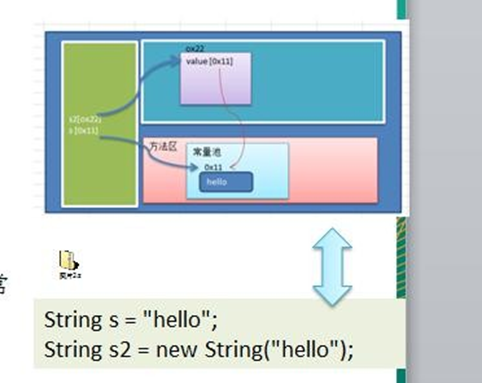 0x22
value [0x11]
s2[0x22]
s [0x11]
方法区
常量池
0x11
hello
常
String s = "hello";
String s2 = new String("hello");